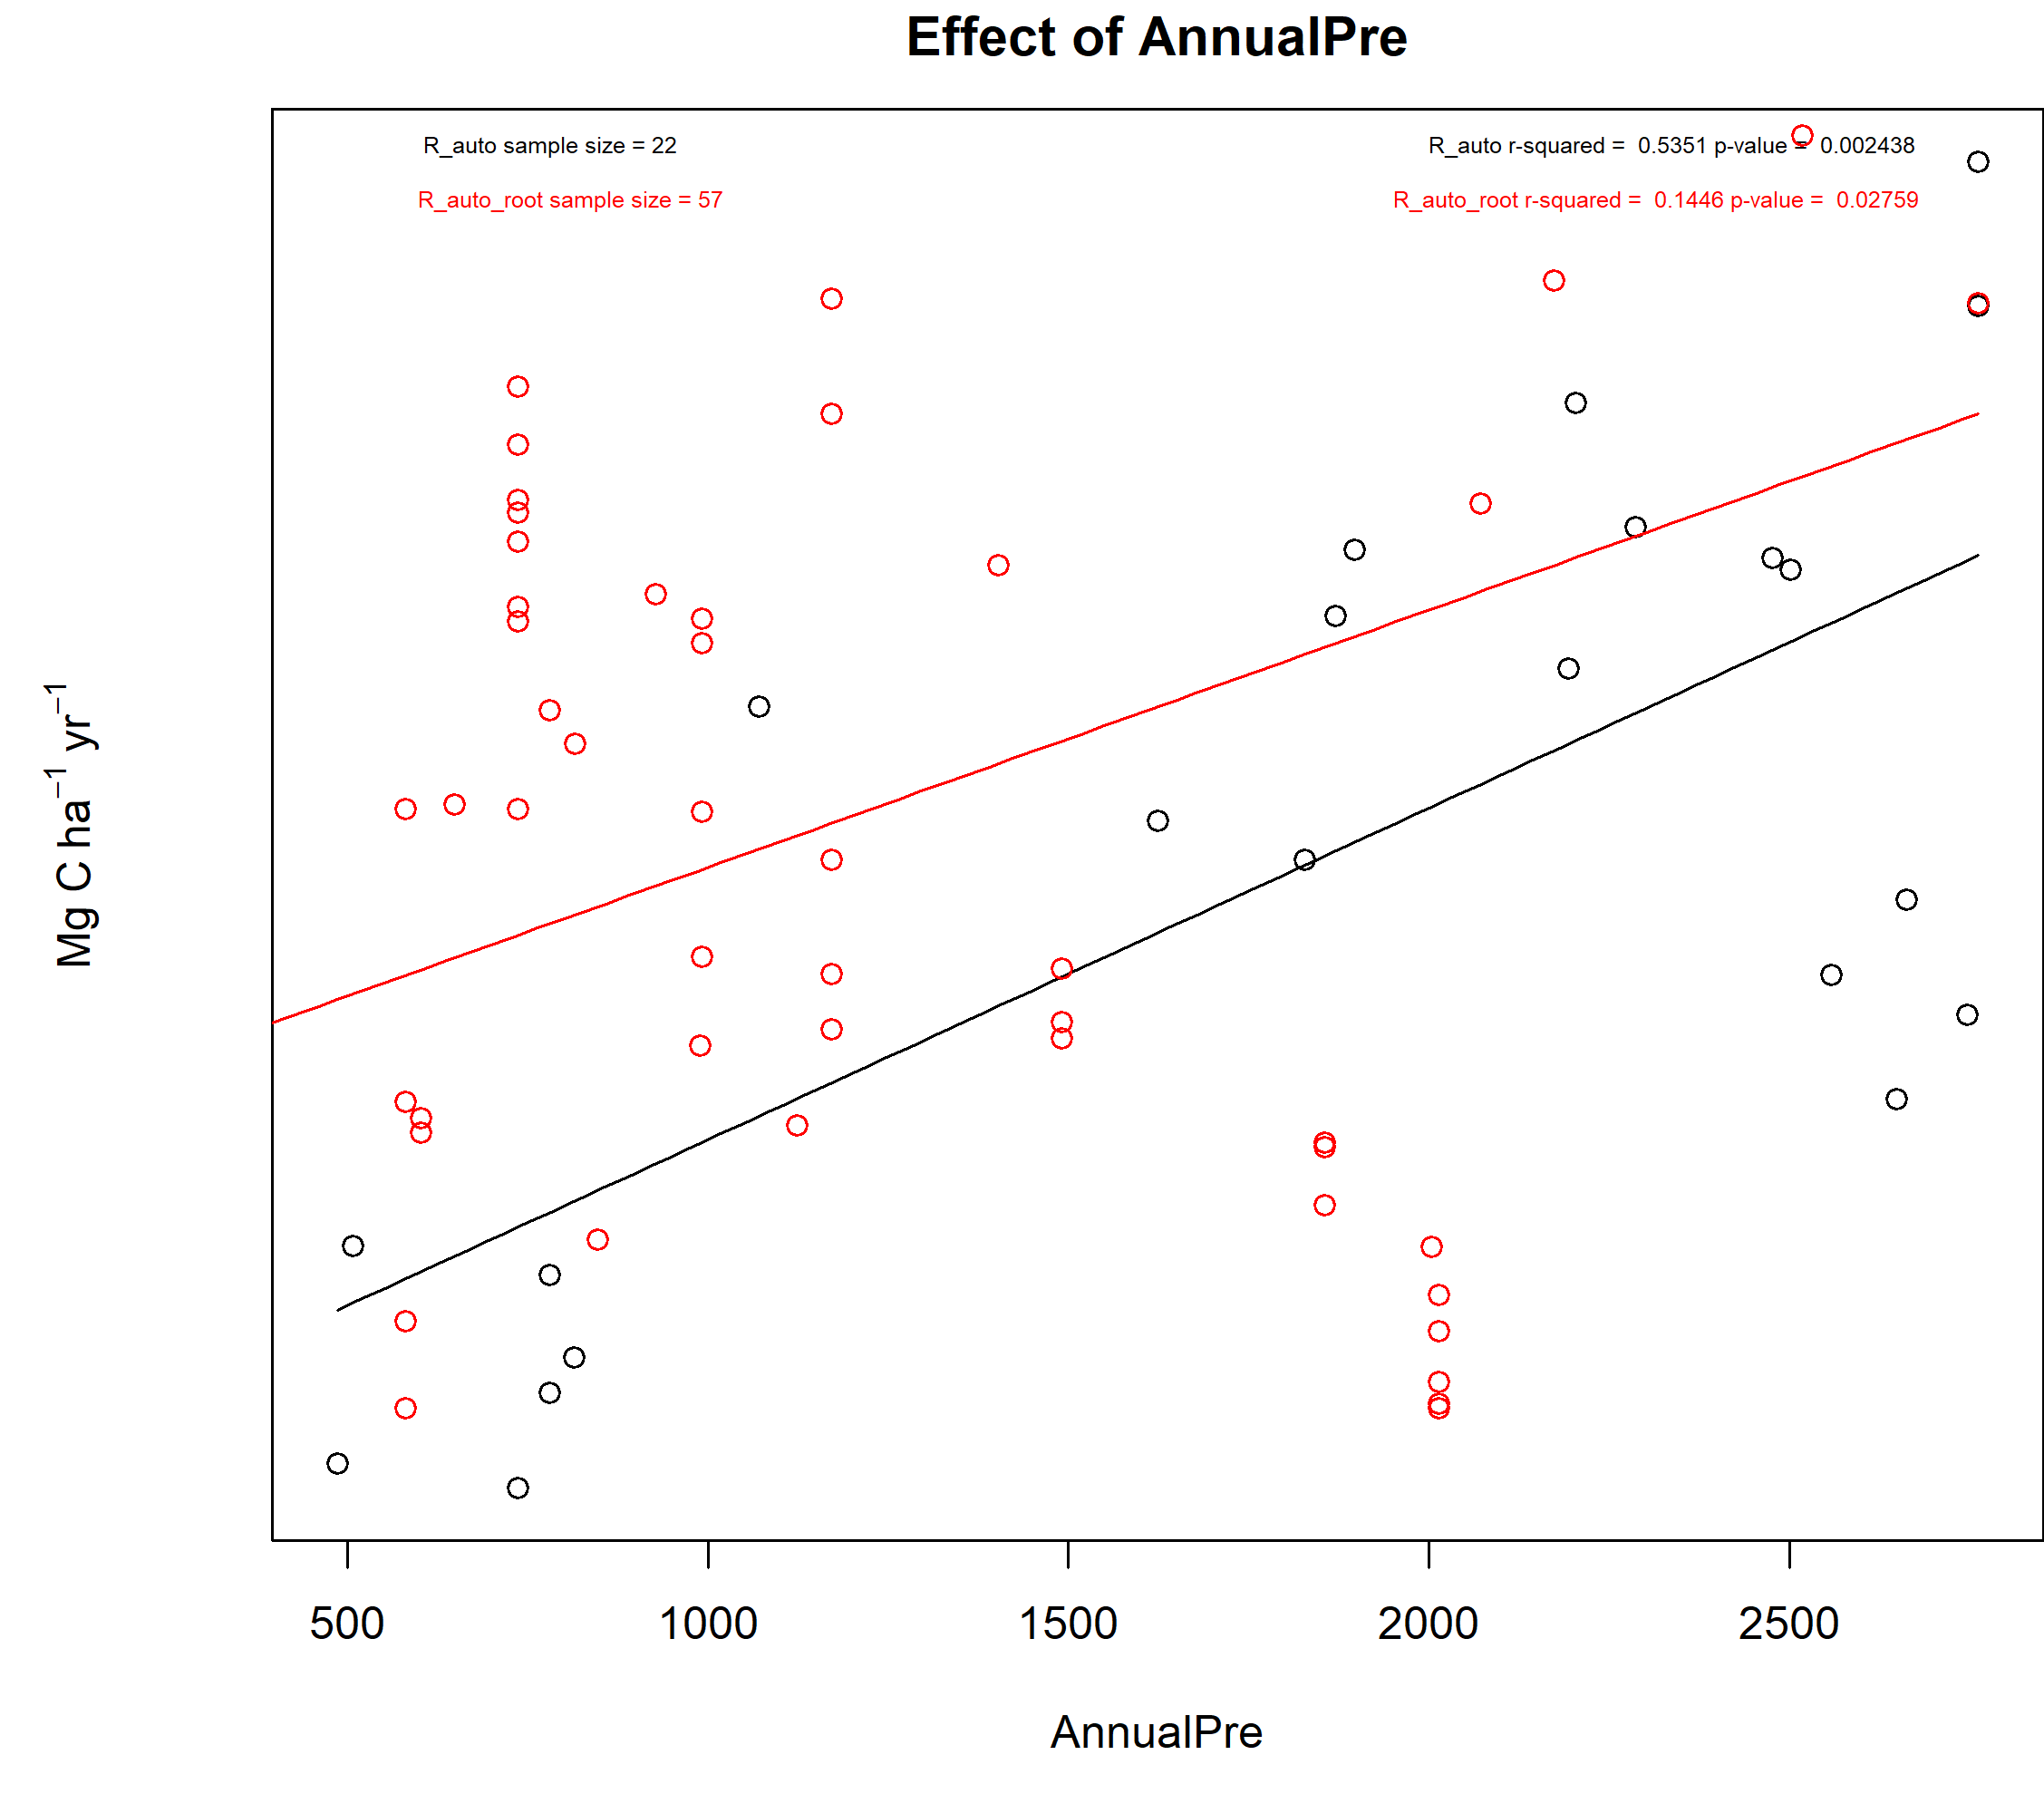 Effect of AnnualPre
R_auto sample size = 22
R_auto r-squared = 0.5351 p-value = 0.002438
R_auto_root sample size = 57
R_auto_root r-squared = 0.1446 p-value = 0.02759
Mg C ha⁻¹ yr⁻¹
500 1000 1500 2000 2500
AnnualPre